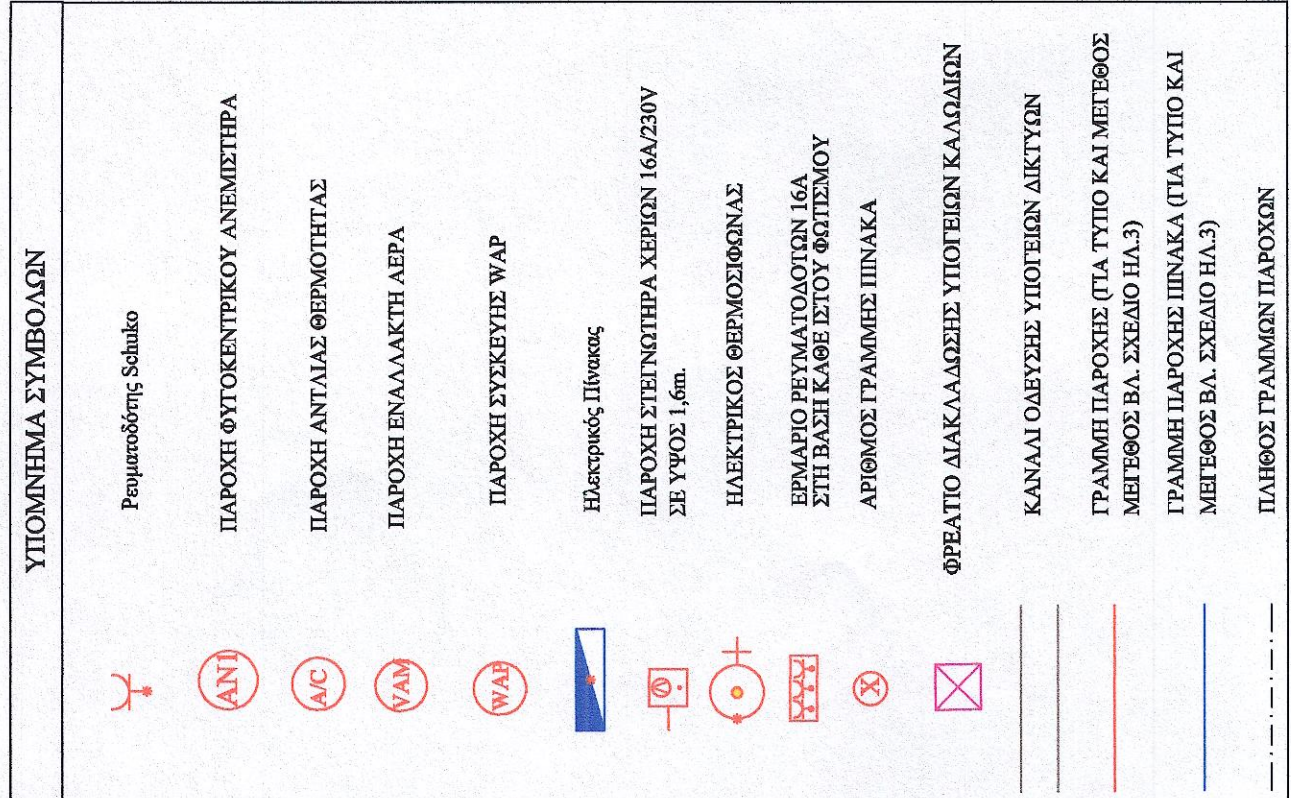 ΥΠΟΜΝΗΜΑ ΣΥΜΒΟΛΩΝ
Ρευματοδότης Schuko
ANI ΠΑΡΟΧΗ ΦΥΓΟΚΕΝΤΡΙΚΟΥ ΑΝΕΜΙΣΤΗΡΑ
A/C ΠΑΡΟΧΗ ΑΝΤΛΙΑΣ ΘΕΡΜΟΤΗΤΑΣ
VAM ΠΑΡΟΧΗ ΕΝΑΛΛΑΚΤΗ ΑΕΡΑ
WAP ΠΑΡΟΧΗ ΣΥΣΚΕΥΗΣ WAP
Ηλεκτρικός Πίνακας
ΠΑΡΟΧΗ ΣΤΕΓΝΩΤΗΡΑ ΧΕΡΙΩΝ 16A/230V
ΣΕ ΥΨΟΣ 1,6m.
ΗΛΕΚΤΡΙΚΟΣ ΘΕΡΜΟΣΙΦΩΝΑΣ
ΕΡΜΑΡΙΟ ΡΕΥΜΑΤΟΔΟΤΩΝ 16A
ΣΤΗ ΒΑΣΗ ΚΑΘΕ ΙΣΤΟΥ ΦΩΤΙΣΜΟΥ
X ΑΡΙΘΜΟΣ ΓΡΑΜΜΗΣ ΠΙΝΑΚΑ
ΦΡΕΑΤΙΟ ΔΙΑΚΛΑΔΩΣΗΣ ΥΠΟΓΕΙΩΝ ΚΑΛΩΔΙΩΝ
ΚΑΝΑΛΙ ΟΔΕΥΣΗΣ ΥΠΟΓΕΙΩΝ ΔΙΚΤΥΩΝ
ΓΡΑΜΜΗ ΠΑΡΟΧΗΣ (ΓΙΑ ΤΥΠΟ ΚΑΙ ΜΕΓΕΘΟΣ
ΜΕΓΕΘΟΣ ΒΛ. ΣΧΕΔΙΟ ΗΛ.3)
ΓΡΑΜΜΗ ΠΑΡΟΧΗΣ ΠΙΝΑΚΑ (ΓΙΑ ΤΥΠΟ ΚΑΙ
ΜΕΓΕΘΟΣ ΒΛ. ΣΧΕΔΙΟ ΗΛ.3)
ΠΛΗΘΟΣ ΓΡΑΜΜΩΝ ΠΑΡΟΧΩΝ